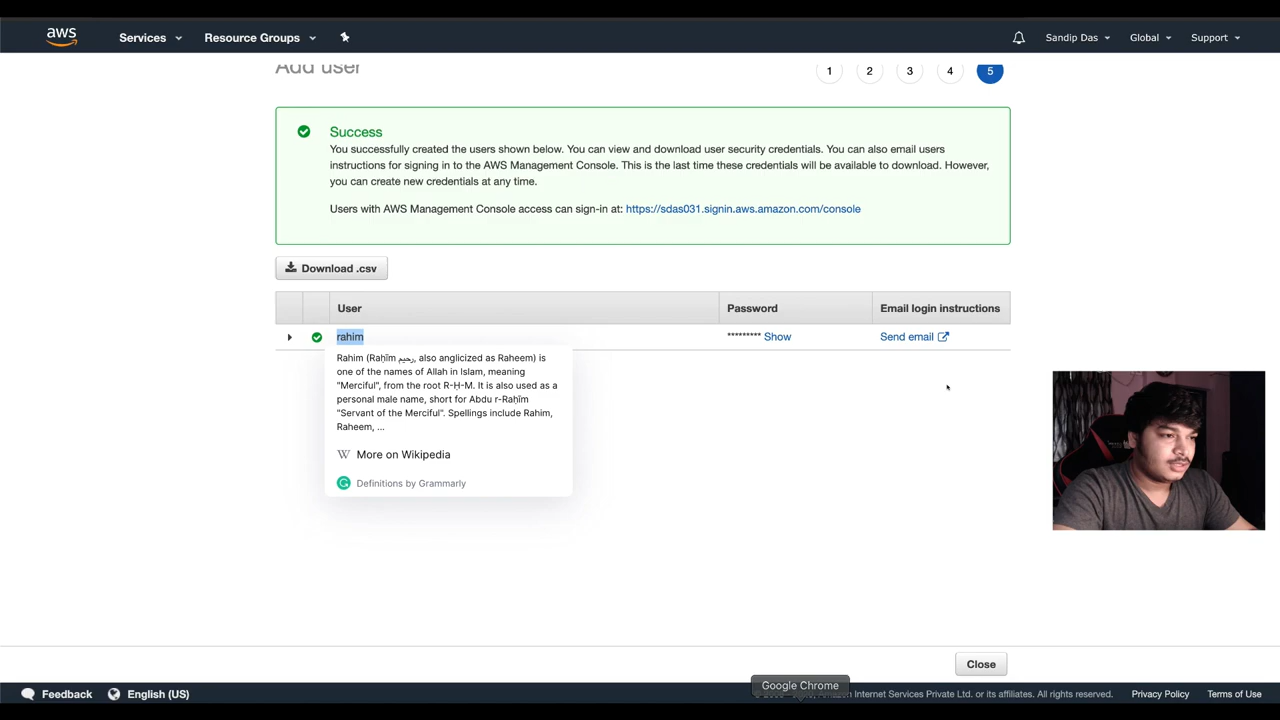 aws
Services
Resource Groups
Sandip Das
Global
Support
Add user
1
2
3
4
5
Success
You successfully created the users shown below. You can view and download user security credentials. You can also email users
instructions for signing in to the AWS Management Console. This is the last time these credentials will be available to download. However,
you can create new credentials at any time.
Users with AWS Management Console access can sign-in at: https://sdas031.signin.aws.amazon.com/console
Download .csv
User
Password
Email login instructions
rahim
********* Show
Send email
Rahim (Raḥīm رحيم, also anglicized as Raheem) is
one of the names of Allah in Islam, meaning
"Merciful", from the root R-Ḥ-M. It is also used as a
personal male name, short for Abdu r-Raḥīm
"Servant of the Merciful". Spellings include Rahim,
Raheem, ...
W More on Wikipedia
Definitions by Grammarly
Close
Google Chrome
Feedback
English (US)
Internet Services Private Ltd. or its affiliates. All rights reserved.
Privacy Policy
Terms of Use